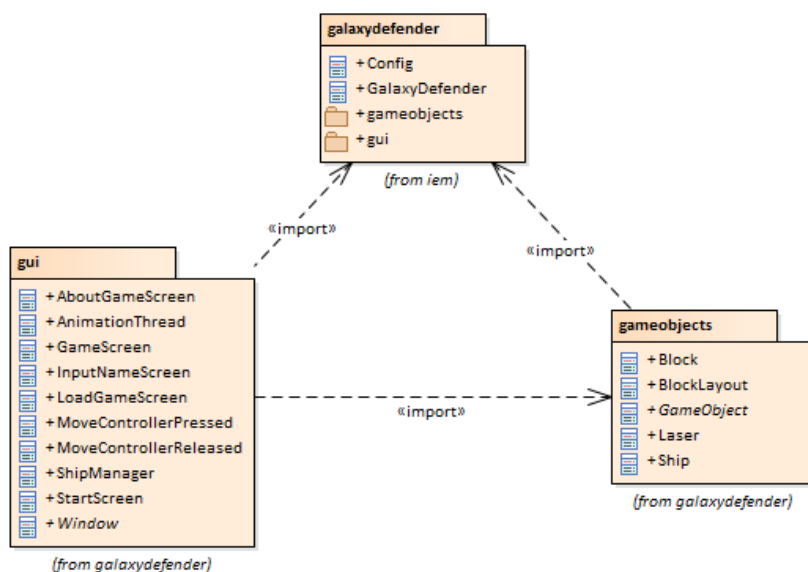 galaxydefender
+ Config
+ GalaxyDefender
+ gameobjects
+ gui
(from iem)
«import»
«import»
gui
+ AboutGameScreen
+ AnimationThread
+ GameScreen
+ InputNameScreen
+ LoadGameScreen
+ MoveControllerPressed
+ MoveControllerReleased
+ ShipManager
+ StartScreen
+ Window
(from galaxydefender)
«import»
gameobjects
+ Block
+ BlockLayout
+ GameObject
+ Laser
+ Ship
(from galaxydefender)